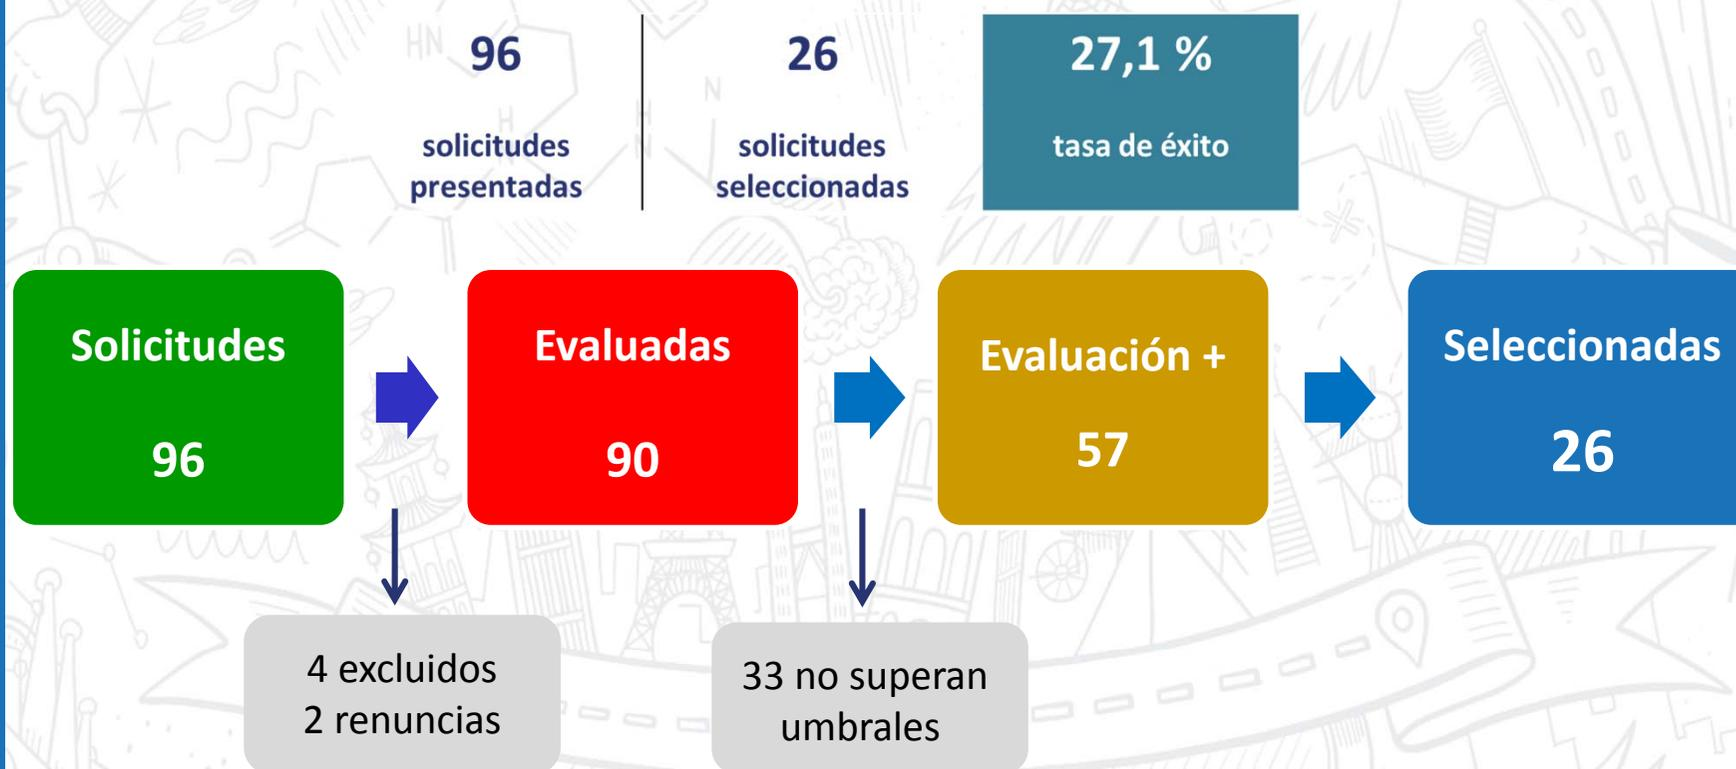 96
solicitudes
presentadas
26
solicitudes
seleccionadas
27,1 %
tasa de éxito
Solicitudes
96
Evaluadas
90
Evaluación +
57
Seleccionadas
26
4 excluidos
2 renuncias
33 no superan
umbrales
HN
H
H
N
H
N